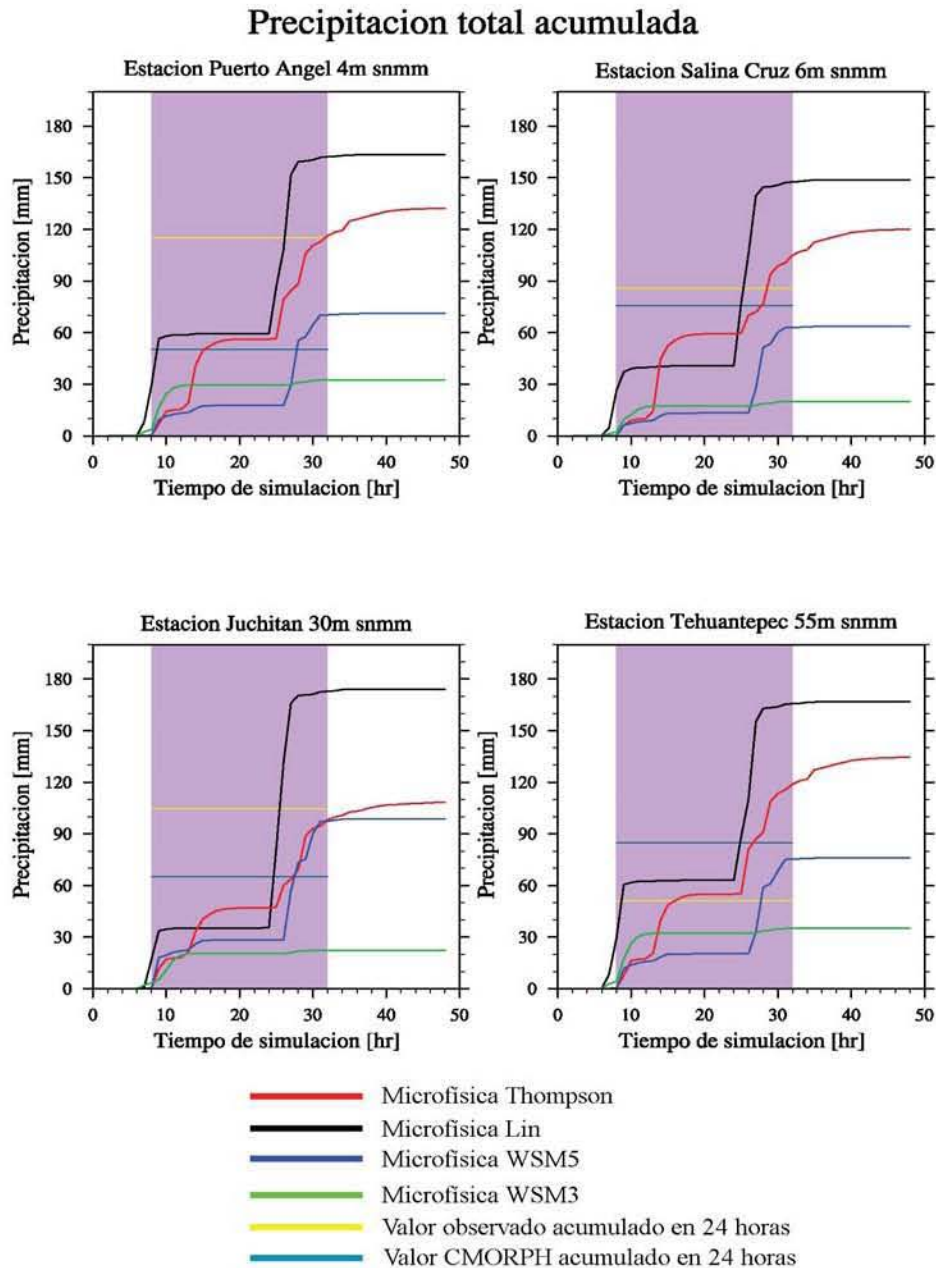 Precipitacion total acumulada
Estacion Puerto Angel 4m snmm
Precipitacion [mm]
180
150
120
90
60
30
0
0 10 20 30 40 50
Tiempo de simulacion [hr]
Estacion Salina Cruz 6m snmm
Precipitacion [mm]
180
150
120
90
60
30
0
0 10 20 30 40 50
Tiempo de simulacion [hr]
Estacion Juchitan 30m snmm
Precipitacion [mm]
180
150
120
90
60
30
0
0 10 20 30 40 50
Tiempo de simulacion [hr]
Estacion Tehuantepec 55m snmm
Precipitacion [mm]
180
150
120
90
60
30
0
0 10 20 30 40 50
Tiempo de simulacion [hr]
Microfísica Thompson
Microfísica Lin
Microfísica WSM5
Microfísica WSM3
Valor observado acumulado en 24 horas
Valor CMORPH acumulado en 24 horas